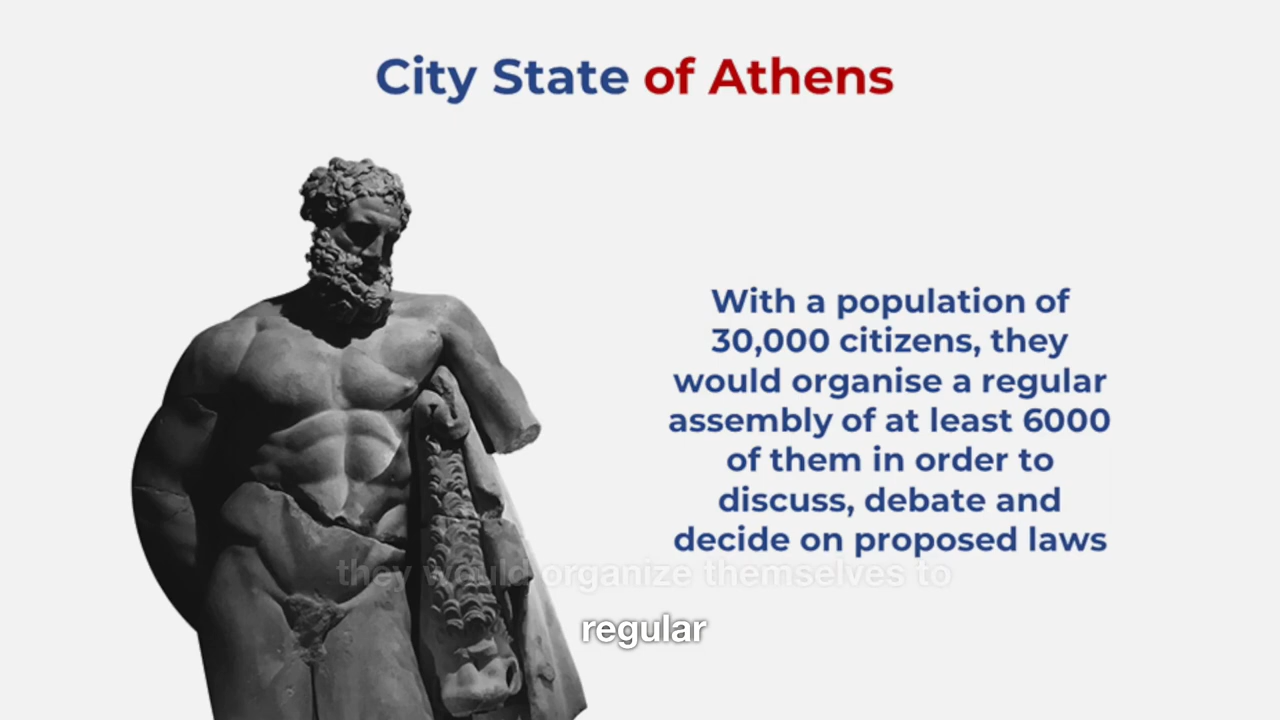 City State of Athens
With a population of
30,000 citizens, they
would organise a regular
assembly of at least 6000
of them in order to
discuss, debate and
decide on proposed laws
they would organize themselves to
regular